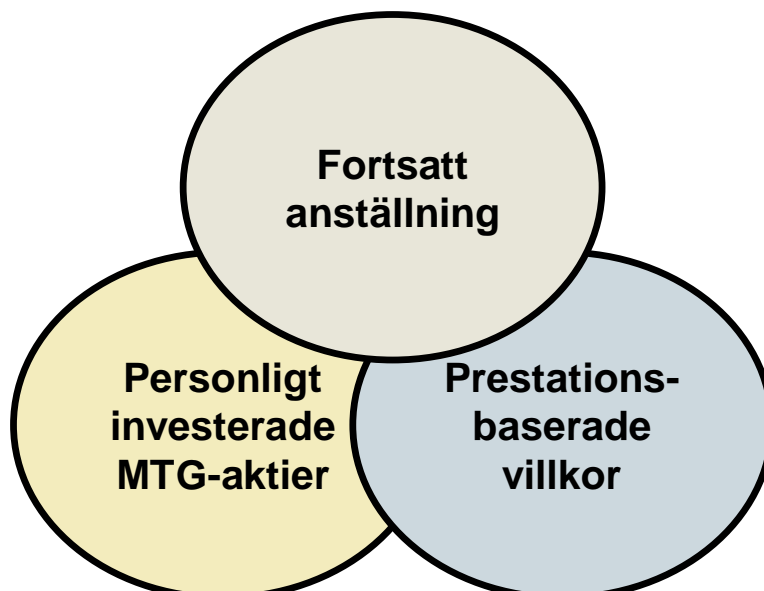 Fortsatt
anställning
Personligt
investerade
MTG-aktier
Prestations-
baserade
villkor